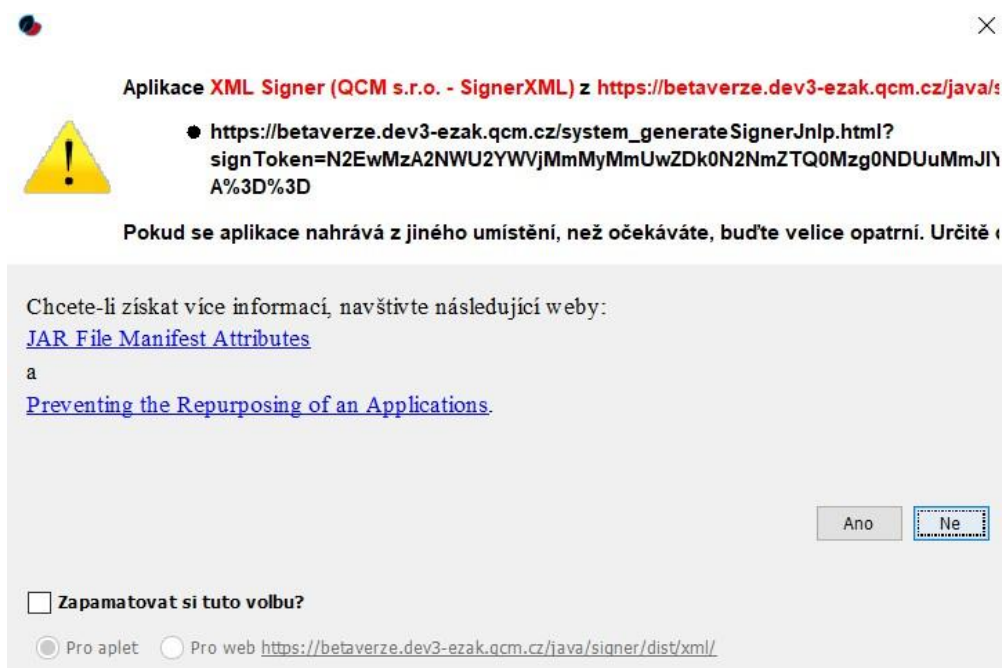 Aplikace XML Signer (QCM s.r.o. - SignerXML) z https://betaverze.dev3-ezak.qcm.cz/java/s
● https://betaverze.dev3-ezak.qcm.cz/system_generateSignerJnlp.html?
signToken=N2EwMzA2NWU2YWVjMmMyMmUwZDk0N2NmZTQ0Mzg0NDUuMmJlY
A%3D%3D
Pokud se aplikace nahrává z jiného umístění, než očekáváte, buďte velice opatrní. Určitě
Chcete-li získat více informací, navštivte následující weby:
JAR File Manifest Attributes
a
Preventing the Repurposing of an Applications.
Ano Ne
Zapamatovat si tuto volbu?
Pro aplet Pro web https://betaverze.dev3-ezak.qcm.cz/java/signer/dist/xml/